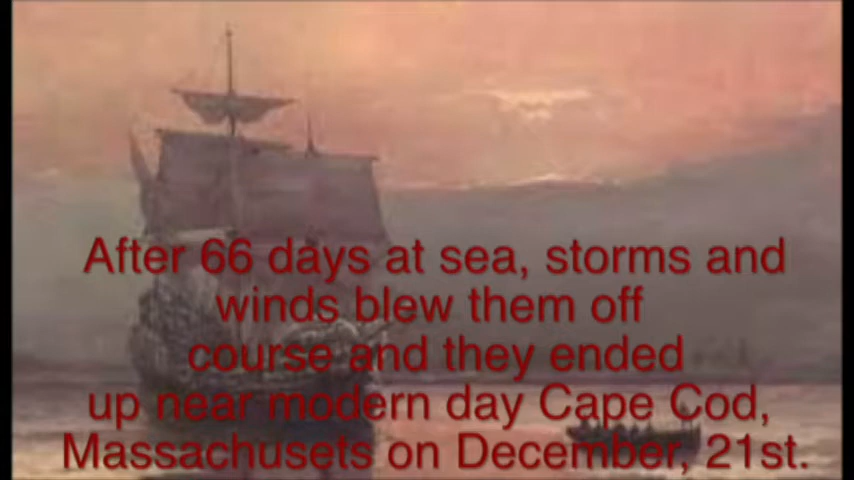 After 66 days at sea, storms and
winds blew them off
course and they ended
up near modern day Cape Cod,
Massachusets on December, 21st.